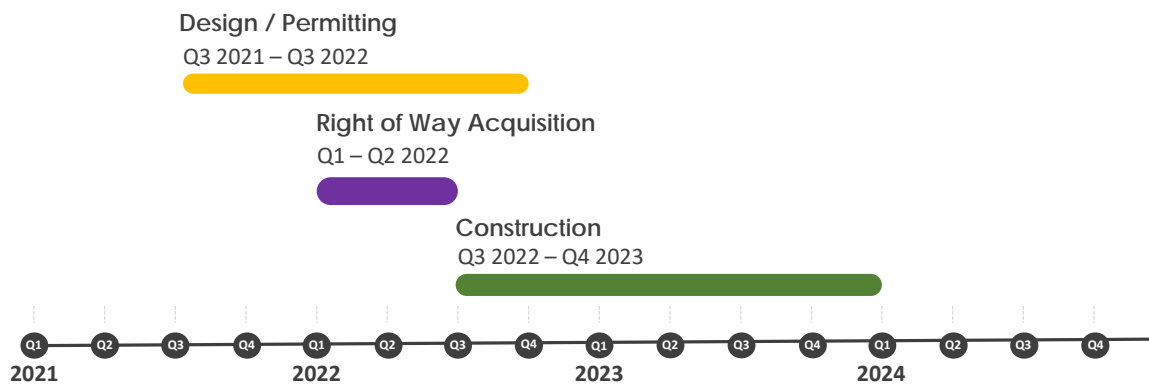 Design / Permitting
Q3 2021 – Q3 2022
Right of Way Acquisition
Q1 – Q2 2022
Construction
Q3 2022 – Q4 2023
Q1 Q2 Q3 Q4 Q1 Q2 Q3 Q4 Q1 Q2 Q3 Q4 Q1 Q2 Q3 Q4
2021 2022 2023 2024